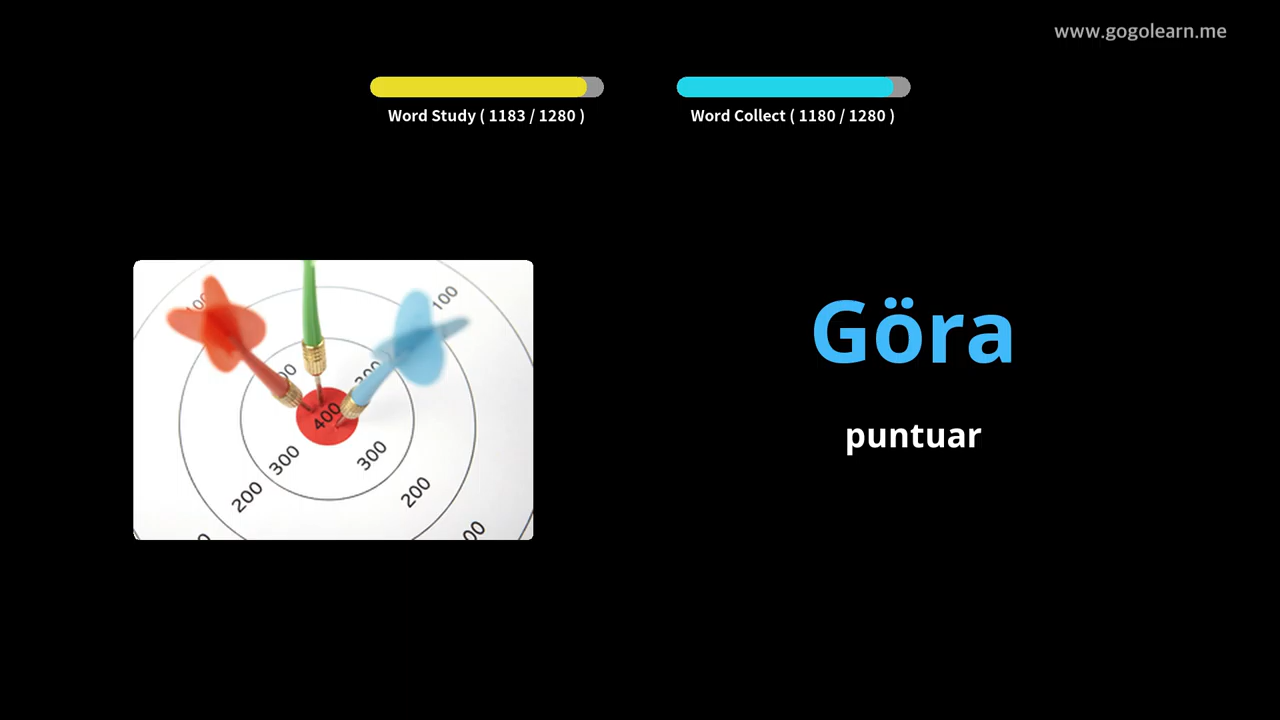 www.gogolearn.me
Word Study ( 1183 / 1280 )
Word Collect ( 1180 / 1280 )
100
100
400
300
300
200
200
Göra
puntuar